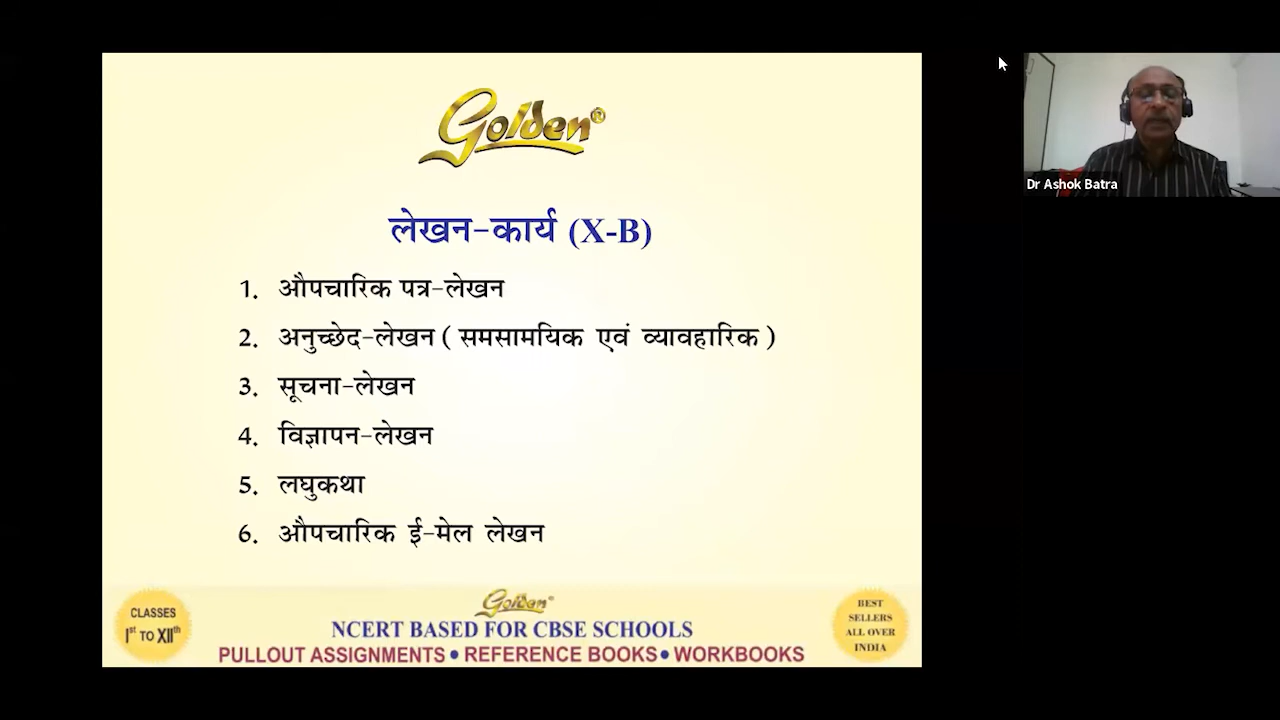 Golden®
लेखन-कार्य (X-B)
1. औपचारिक पत्र-लेखन
2. अनुच्छेद-लेखन ( समसामयिक एवं व्यावहारिक )
3. सूचना-लेखन
4. विज्ञापन-लेखन
5. लघुकथा
6. औपचारिक ई-मेल लेखन
Dr Ashok Batra
CLASSES
Ist TO XIIth
Golden®
NCERT BASED FOR CBSE SCHOOLS
PULLOUT ASSIGNMENTS • REFERENCE BOOKS • WORKBOOKS
BEST
SELLERS
ALL OVER
INDIA